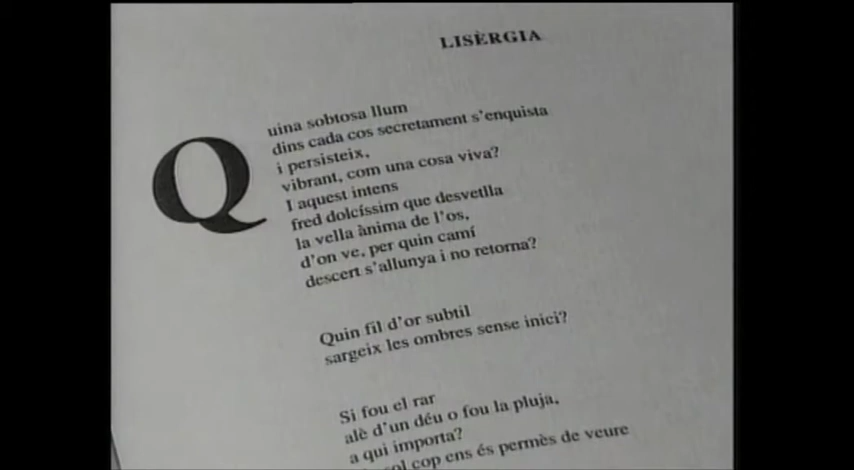 LISÈRGIA
Quina sobtosa llum
dins cada cos secretament s'enquista
i persisteix,
vibrant, com una cosa viva?
I aquest intens
fred dolcíssim que desvetlla
la vella ànima de l'os,
d'on ve, per quin camí
descert s'allunya i no retorna?
Quin fil d'or subtil
sargeix les ombres sense inici?
Si fou el rar
alè d'un déu o fou la pluja,
a qui importa?
cop ens és permès de veure